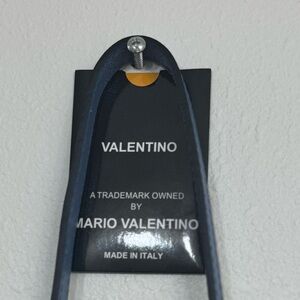 VALENTINO
A TRADEMARK OWNED
BY
MARIO VALENTINO
MADE IN ITALY